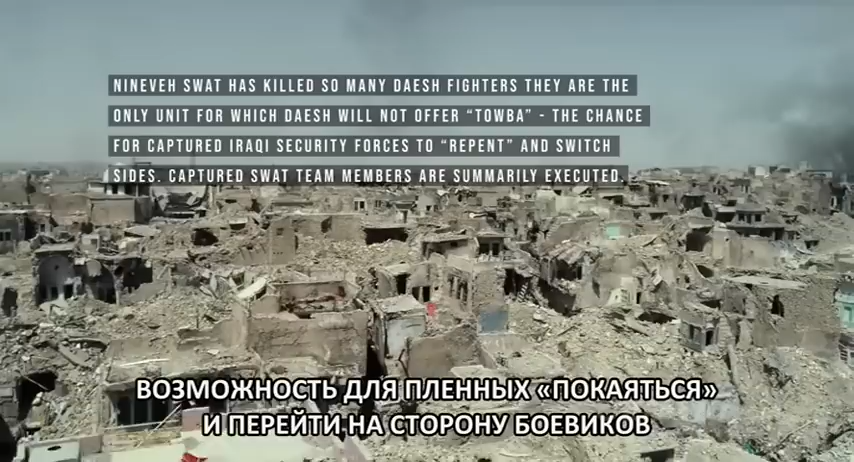 NINEVEH SWAT HAS KILLED SO MANY DAESH FIGHTERS THEY ARE THE
ONLY UNIT FOR WHICH DAESH WILL NOT OFFER “TOWBA” - THE CHANCE
FOR CAPTURED IRAQI SECURITY FORCES TO “REPENT” AND SWITCH
SIDES. CAPTURED SWAT TEAM MEMBERS ARE SUMMARILY EXECUTED.
ВОЗМОЖНОСТЬ ДЛЯ ПЛЕННЫХ «ПОКАЯТЬСЯ»
И ПЕРЕЙТИ НА СТОРОНУ БОЕВИКОВ